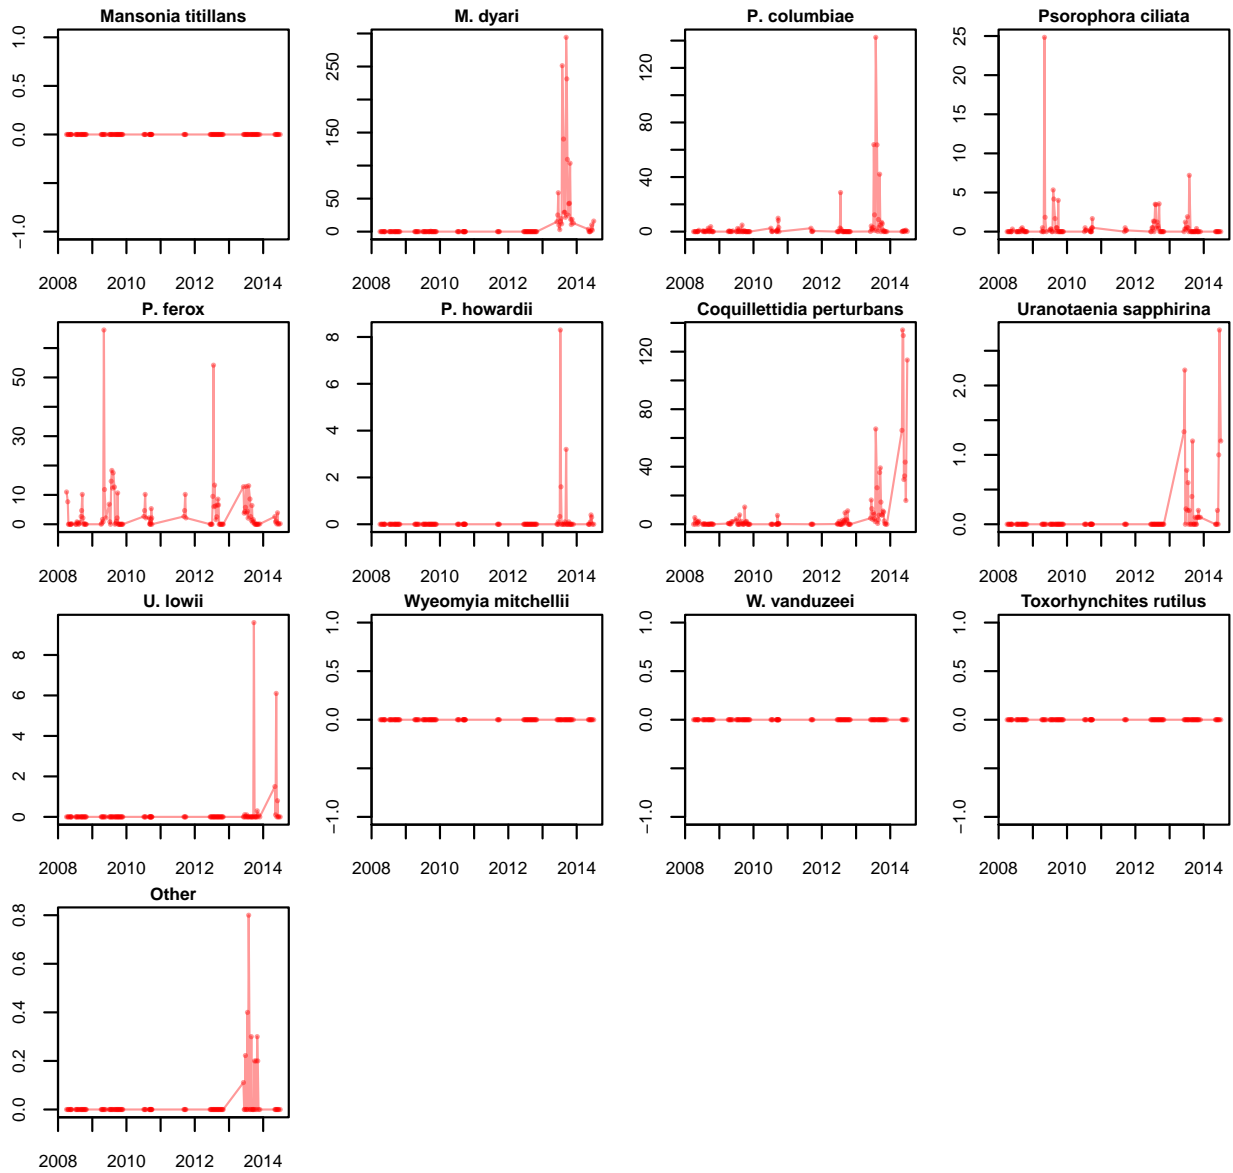 Mansonia titillans
1.0
0.5
0.0
−1.0
2008 2010 2012 2014
M. dyari
250
150
50
0
2008 2010 2012 2014
P. columbiae
120
80
40
0
2008 2010 2012 2014
Psorophora ciliata
25
20
15
10
5
0
2008 2010 2012 2014
P. ferox
50
30
10
0
2008 2010 2012 2014
P. howardii
8
6
4
2
0
2008 2010 2012 2014
Coquillettidia perturbans
120
80
60
40
20
0
2008 2010 2012 2014
Uranotaenia sapphirina
2.0
1.0
0.0
2008 2010 2012 2014
U. lowii
8
6
4
2
0
2008 2010 2012 2014
Wyeomyia mitchellii
1.0
0.5
0.0
−1.0
2008 2010 2012 2014
W. vanduzeei
1.0
0.5
0.0
−1.0
2008 2010 2012 2014
Toxorhynchites rutilus
1.0
0.5
0.0
−1.0
2008 2010 2012 2014
Other
0.8
0.6
0.4
0.2
0.0
2008 2010 2012 2014